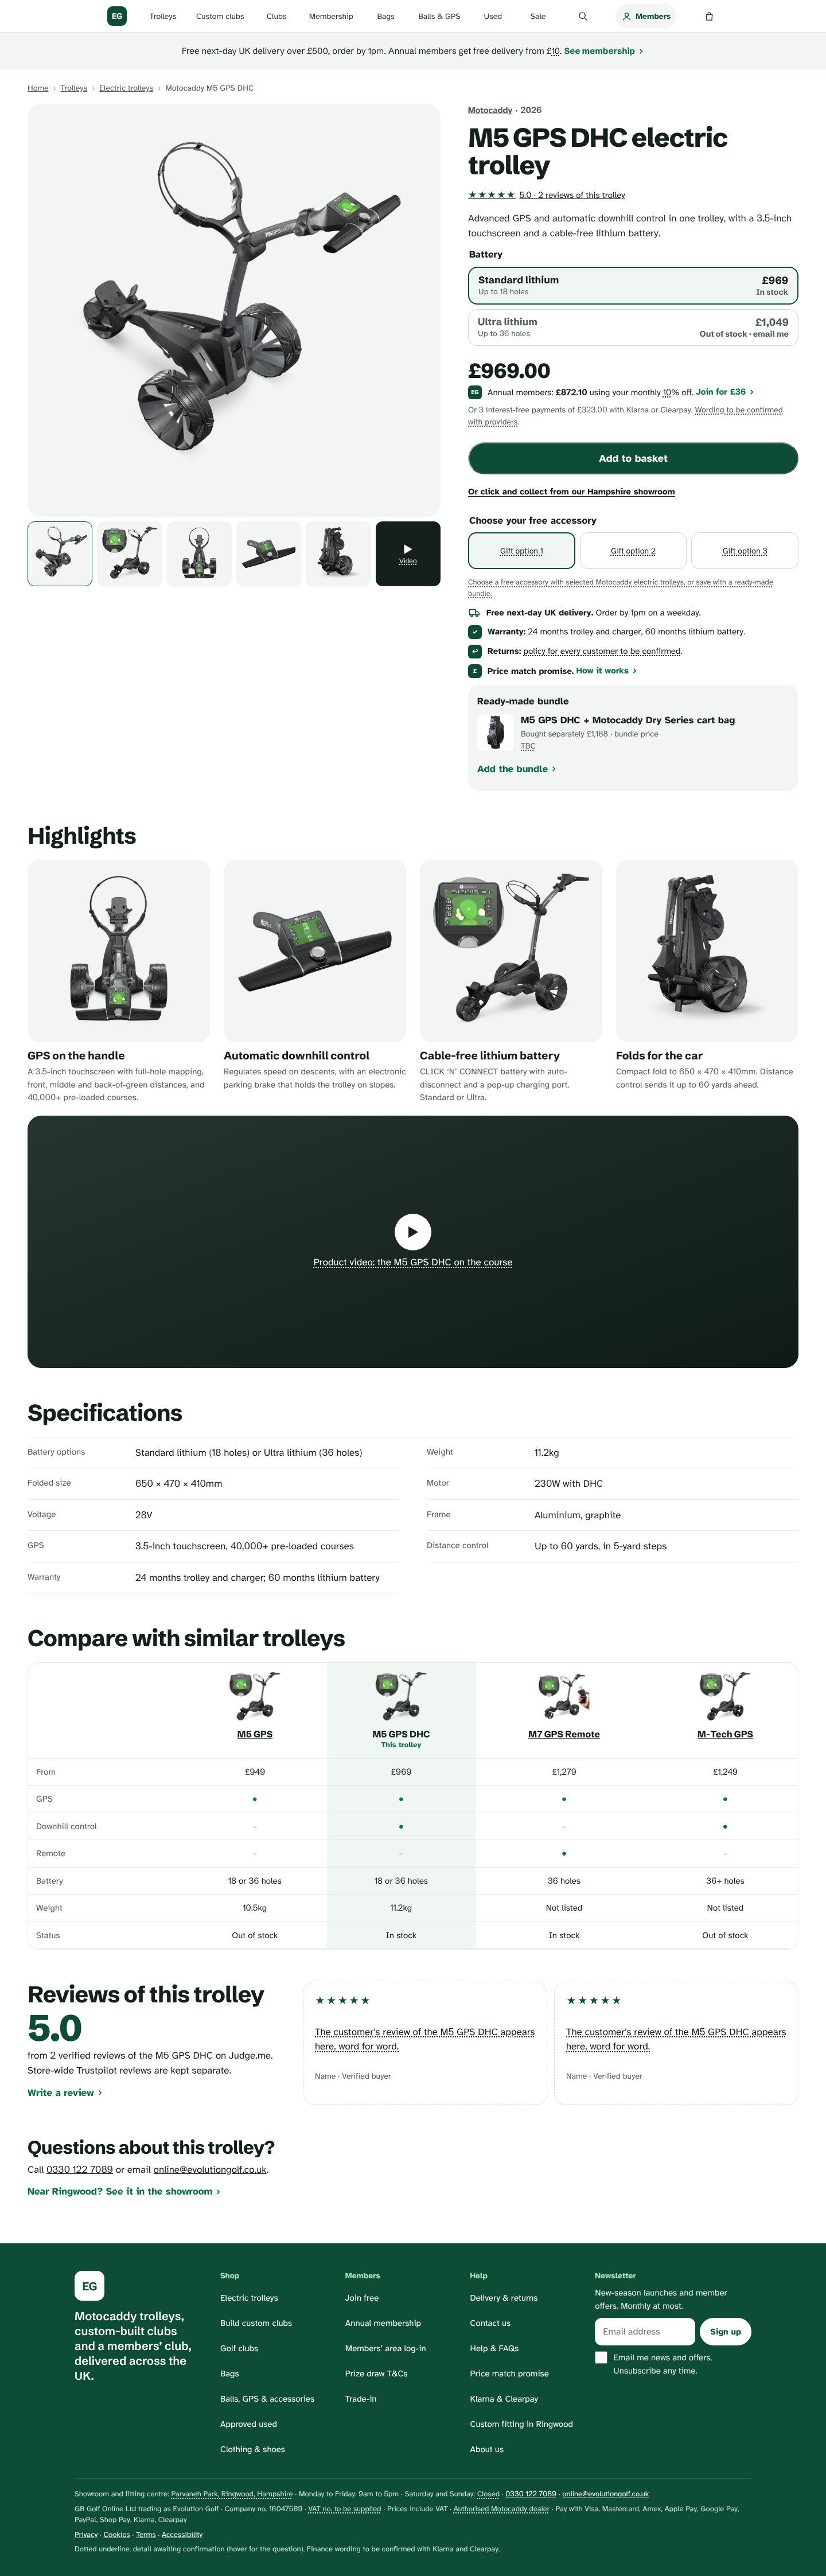 EG
Trolleys
Custom clubs
Clubs
Membership
Bags
Balls & GPS
Used
Sale
Members
Free next-day UK delivery over £500, order by 1pm. Annual members get free delivery from £10. See membership ›
Home › Trolleys › Electric trolleys › Motocaddy M5 GPS DHC
Motocaddy · 2026
M5 GPS DHC electric
trolley
★★★★★ 5.0 · 2 reviews of this trolley
Advanced GPS and automatic downhill control in one trolley, with a 3.5-inch
touchscreen and a cable-free lithium battery.
Battery
Standard lithium £969
Up to 18 holes In stock
Ultra lithium £1,049
Up to 36 holes Out of stock · email me
£969.00
EG Annual members: £872.10 using your monthly 10% off. Join for £36 ›
Or 3 interest-free payments of £323.00 with Klarna or Clearpay. Wording to be confirmed
with providers.
Add to basket
Or click and collect from our Hampshire showroom
Video
Choose your free accessory
Gift option 1
Gift option 2
Gift option 3
Choose a free accessory with selected Motocaddy electric trolleys, or save with a ready-made
bundle.
Free next-day UK delivery. Order by 1pm on a weekday.
Warranty: 24 months trolley and charger, 60 months lithium battery.
Returns: policy for every customer to be confirmed.
£ Price match promise. How it works ›
Ready-made bundle
M5 GPS DHC + Motocaddy Dry Series cart bag
Bought separately £1,168 · bundle price
TBC
Add the bundle ›
Highlights
GPS on the handle
A 3.5-inch touchscreen with full-hole mapping,
front, middle and back-of-green distances, and
40,000+ pre-loaded courses.
Automatic downhill control
Regulates speed on descents, with an electronic
parking brake that holds the trolley on slopes.
Cable-free lithium battery
CLICK ‘N’ CONNECT battery with auto-
disconnect and a pop-up charging port.
Standard or Ultra.
Folds for the car
Compact fold to 650 × 470 × 410mm. Distance
control sends it up to 60 yards ahead.
Product video: the M5 GPS DHC on the course
Specifications
Battery options Standard lithium (18 holes) or Ultra lithium (36 holes)
Weight 11.2kg
Folded size 650 × 470 × 410mm
Motor 230W with DHC
Voltage 28V
Frame Aluminium, graphite
GPS 3.5-inch touchscreen, 40,000+ pre-loaded courses
Distance control Up to 60 yards, in 5-yard steps
Warranty 24 months trolley and charger; 60 months lithium battery
Compare with similar trolleys
M5 GPS M5 GPS DHC M7 GPS Remote M-Tech GPS
This trolley
From £949 £969 £1,279 £1,249
GPS ● ● ● ●
Downhill control – ● – ●
Remote – – ● –
Battery 18 or 36 holes 18 or 36 holes 36 holes 36+ holes
Weight 10.5kg 11.2kg Not listed Not listed
Status Out of stock In stock In stock Out of stock
Reviews of this trolley
5.0
from 2 verified reviews of the M5 GPS DHC on Judge.me.
Store-wide Trustpilot reviews are kept separate.
Write a review ›
★★★★★
The customer’s review of the M5 GPS DHC appears
here, word for word.
Name · Verified buyer
★★★★★
The customer’s review of the M5 GPS DHC appears
here, word for word.
Name · Verified buyer
Questions about this trolley?
Call 0330 122 7089 or email online@evolutiongolf.co.uk.
Near Ringwood? See it in the showroom ›
EG
Motocaddy trolleys,
custom-built clubs
and a members’ club,
delivered across the
UK.
Shop
Electric trolleys
Build custom clubs
Golf clubs
Bags
Balls, GPS & accessories
Approved used
Clothing & shoes
Members
Join free
Annual membership
Members’ area log-in
Prize draw T&Cs
Trade-in
Help
Delivery & returns
Contact us
Help & FAQs
Price match promise
Klarna & Clearpay
Custom fitting in Ringwood
About us
Newsletter
New-season launches and member
offers. Monthly at most.
Email address
Sign up
Email me news and offers.
Unsubscribe any time.
Showroom and fitting centre: Parvaneh Park, Ringwood, Hampshire · Monday to Friday: 9am to 5pm · Saturday and Sunday: Closed · 0330 122 7089 · online@evolutiongolf.co.uk
GB Golf Online Ltd trading as Evolution Golf · Company no. 16047589 · VAT no. to be supplied · Prices include VAT · Authorised Motocaddy dealer · Pay with Visa, Mastercard, Amex, Apple Pay, Google Pay,
PayPal, Shop Pay, Klarna, Clearpay
Privacy · Cookies · Terms · Accessibility
Dotted underline: detail awaiting confirmation (hover for the question). Finance wording to be confirmed with Klarna and Clearpay.